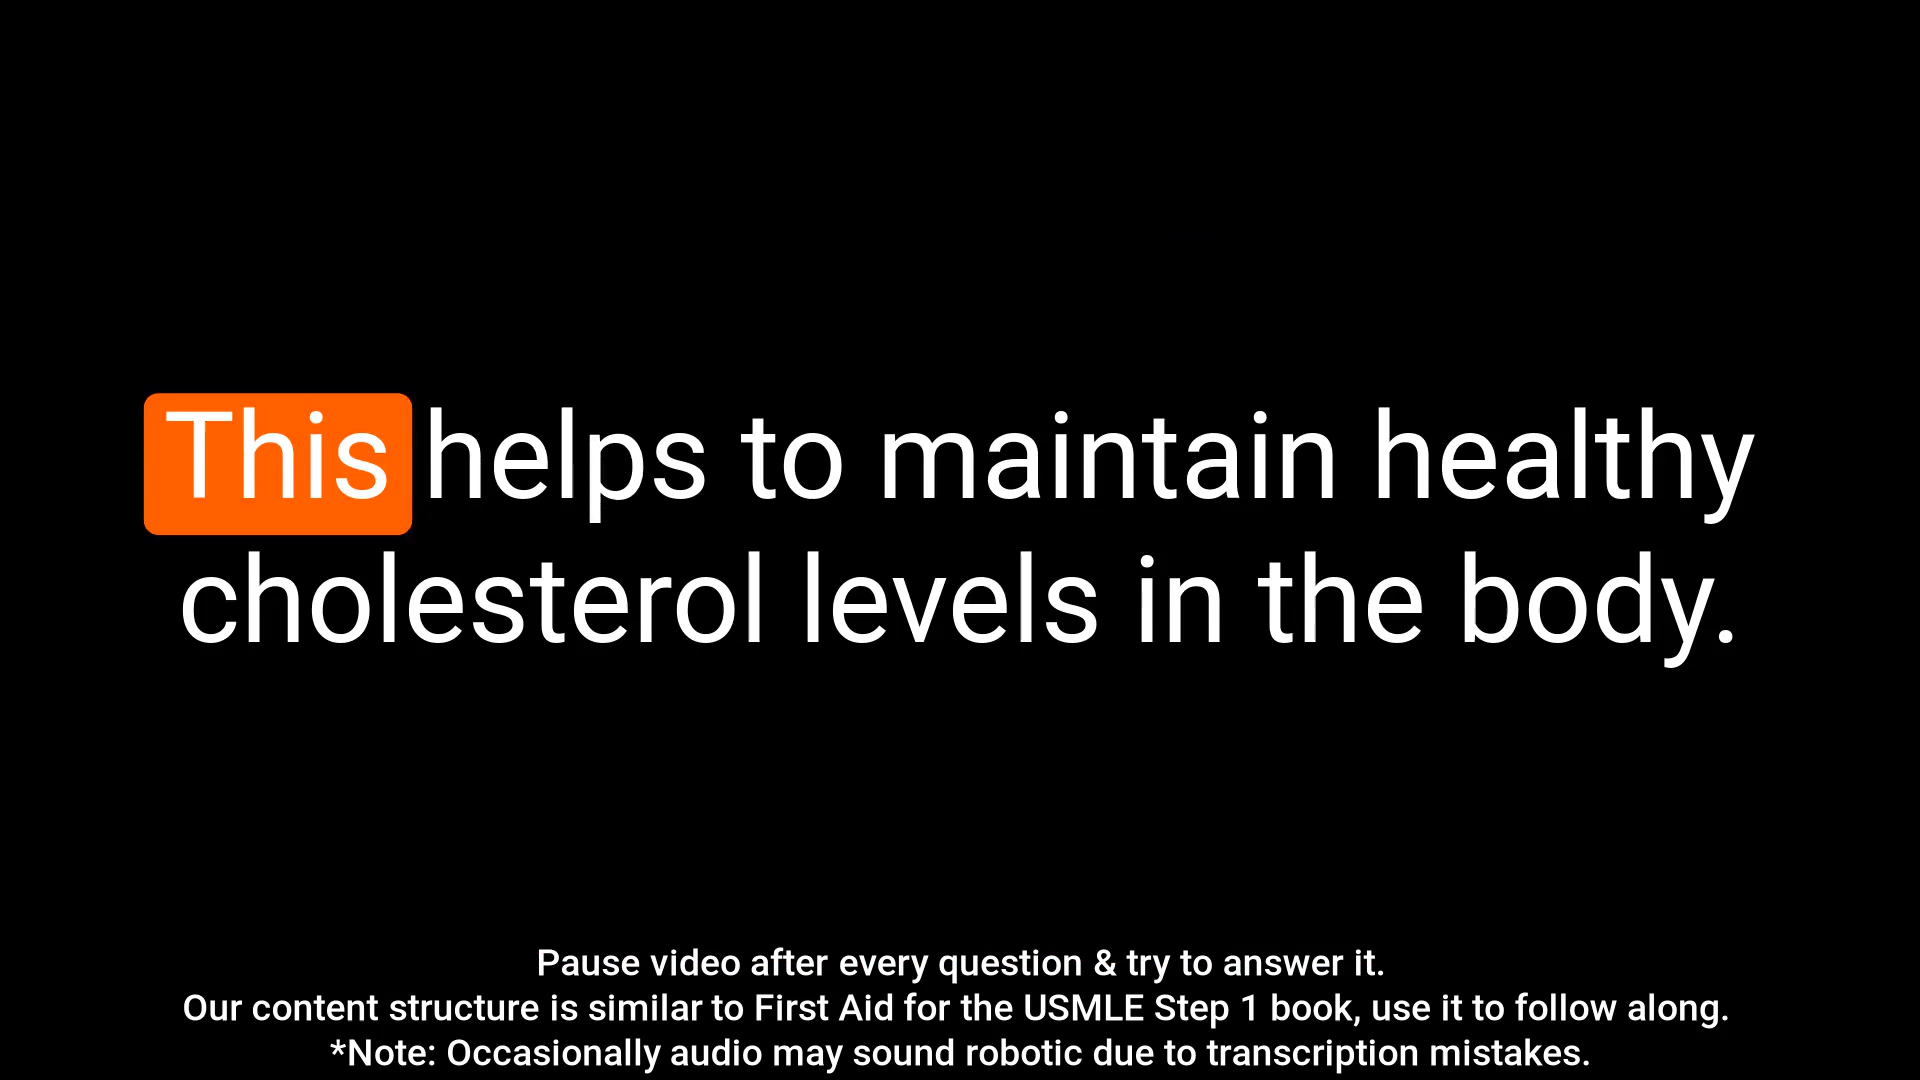 This helps to maintain healthy
cholesterol levels in the body.
Pause video after every question & try to answer it.
Our content structure is similar to First Aid for the USMLE Step 1 book, use it to follow along.
*Note: Occasionally audio may sound robotic due to transcription mistakes.